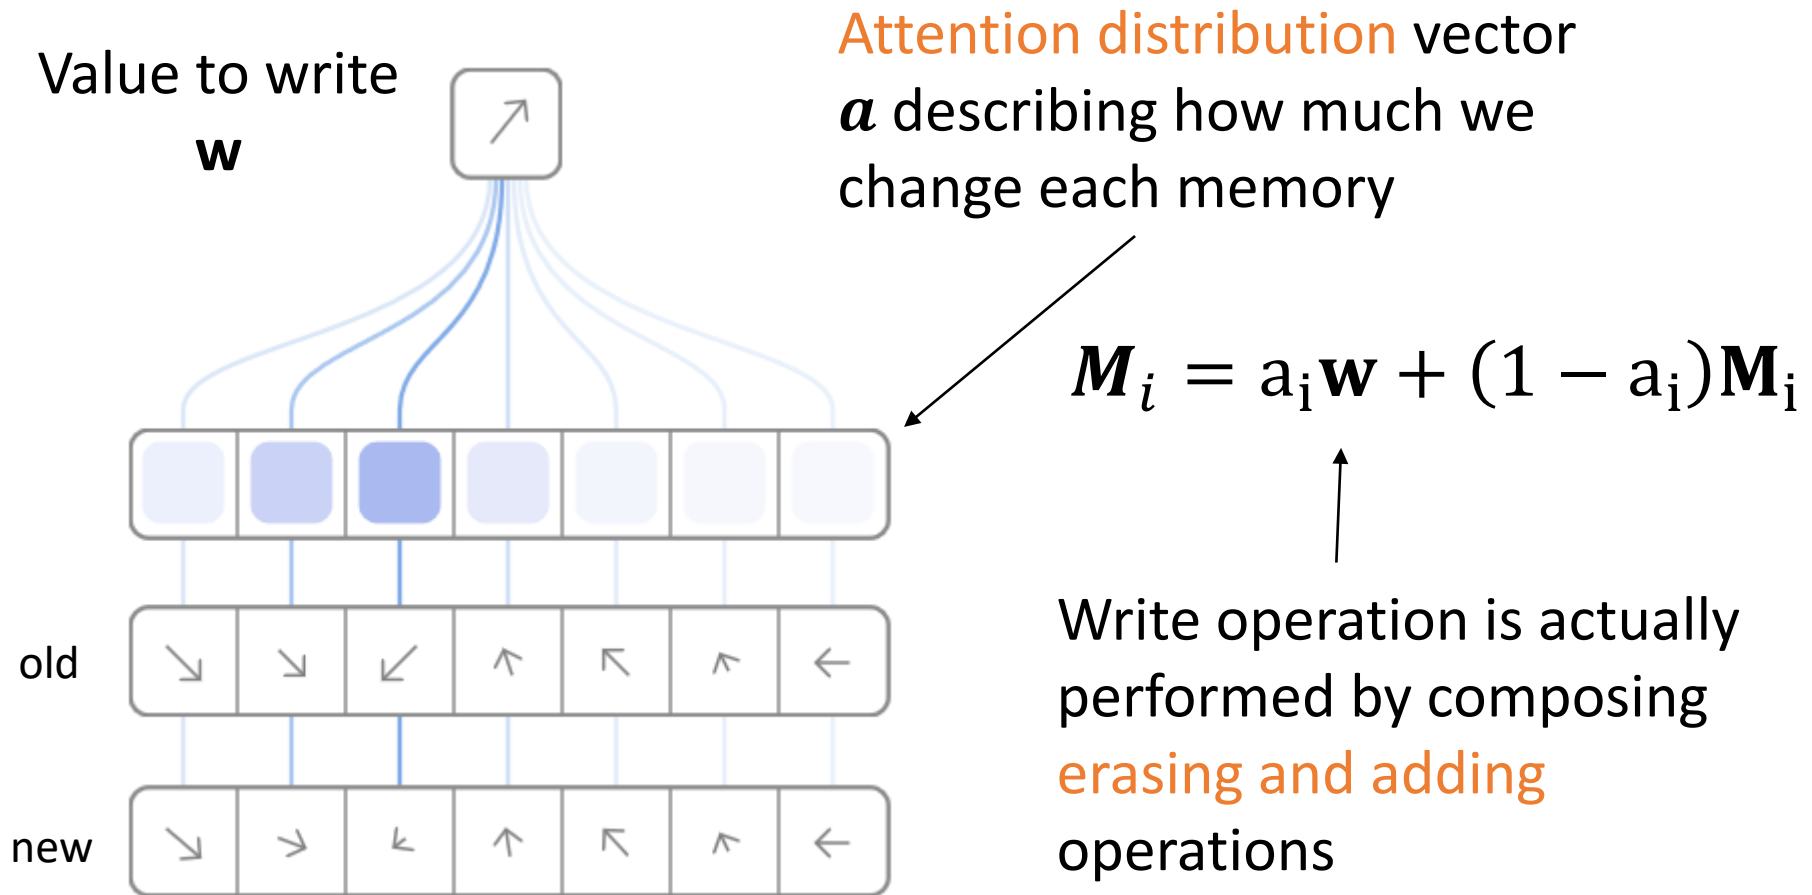 Value to write
w
Attention distribution vector
a describing how much we
change each memory
M_i = a_i w + (1 − a_i)M_i
old
new
Write operation is actually
performed by composing
erasing and adding
operations